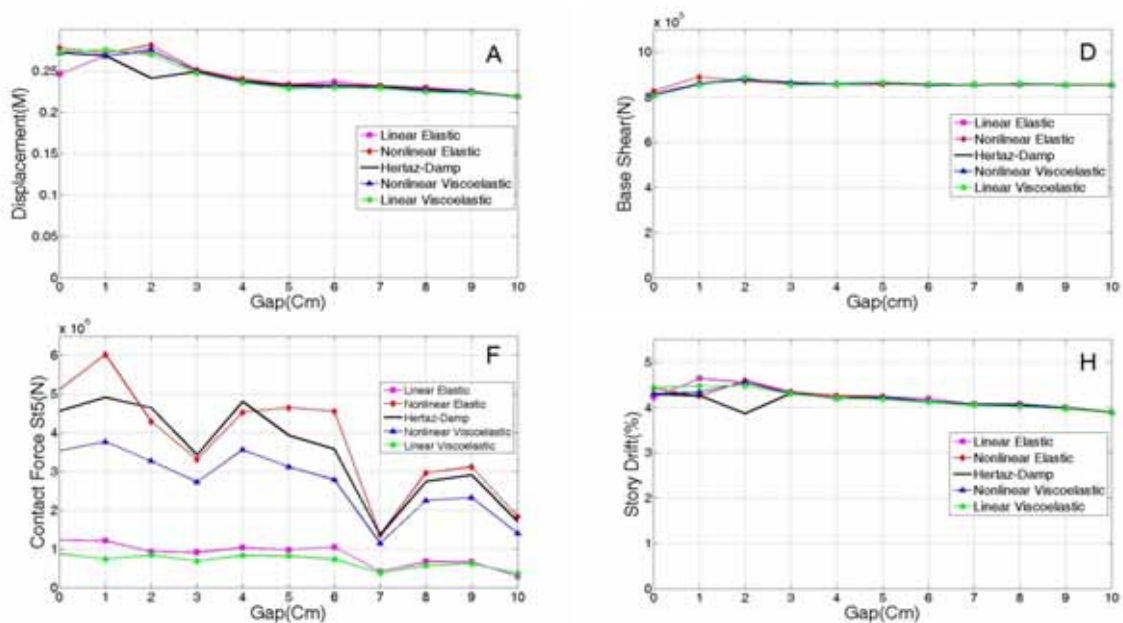 A
Displacement(M)
0.25
0.2
0.15
0.1
0.05
0
Linear Elastic
Nonlinear Elastic
Hertaz-Damp
Nonlinear Viscoelastic
Linear Viscoelastic
0 1 2 3 4 5 6 7 8 9 10
Gap(Cm)
x 10
D
Base Shear(N)
10
8
6
4
2
0
Linear Elastic
Nonlinear Elastic
Hertaz-Damp
Nonlinear Viscoelastic
Linear Viscoelastic
0 1 2 3 4 5 6 7 8 9 10
Gap(cm)
x 10
F
Contact Force St5(N)
6
5
4
3
2
1
0
Linear Elastic
Nonlinear Elastic
Hertaz-Damp
Nonlinear Viscoelastic
Linear Viscoelastic
0 1 2 3 4 5 6 7 8 9 10
Gap(Cm)
H
Story Drift(%)
5
4
3
2
1
0
Linear Elastic
Nonlinear Elastic
Hertaz-Damp
Nonlinear Viscoelastic
Linear Viscoelastic
0 1 2 3 4 5 6 7 8 9 10
Gap(Cm)